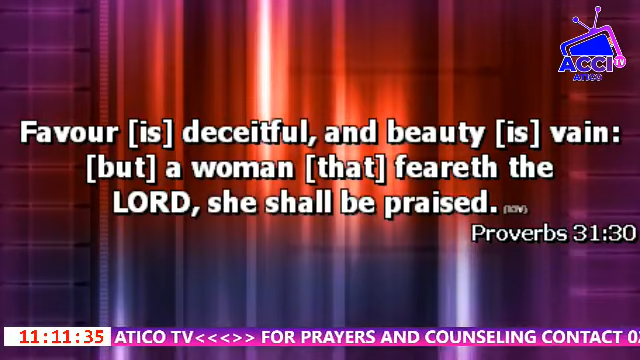 ACCI TV
ATICO
Favour [is] deceitful, and beauty [is] vain:
[but] a woman [that] feareth the
LORD, she shall be praised. (KJV)
Proverbs 31:30
11:11:35 ATICO TV<<<>> FOR PRAYERS AND COUNSELING CONTACT 0